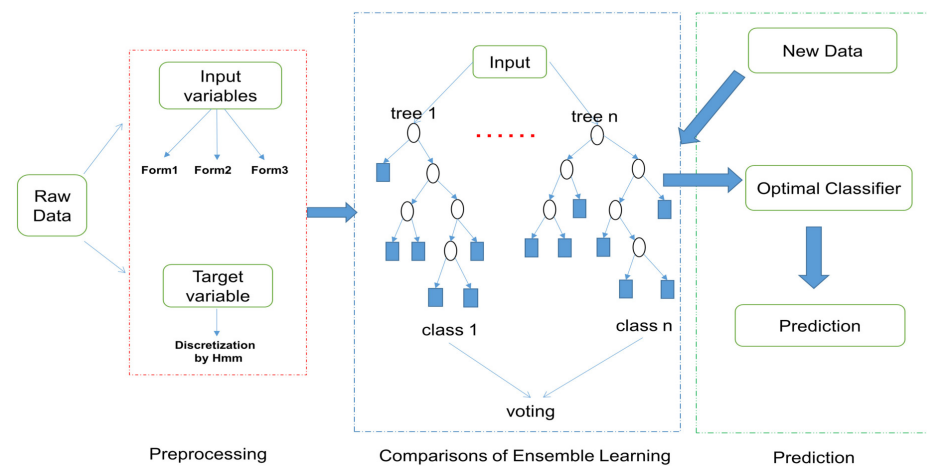 Raw
Data
Input
variables
Form1
Form2
Form3
Target
variable
Discretization
by Hmm
Preprocessing
Input
tree 1
......
tree n
class 1
class n
voting
Comparisons of Ensemble Learning
New Data
Optimal Classifier
Prediction
Prediction